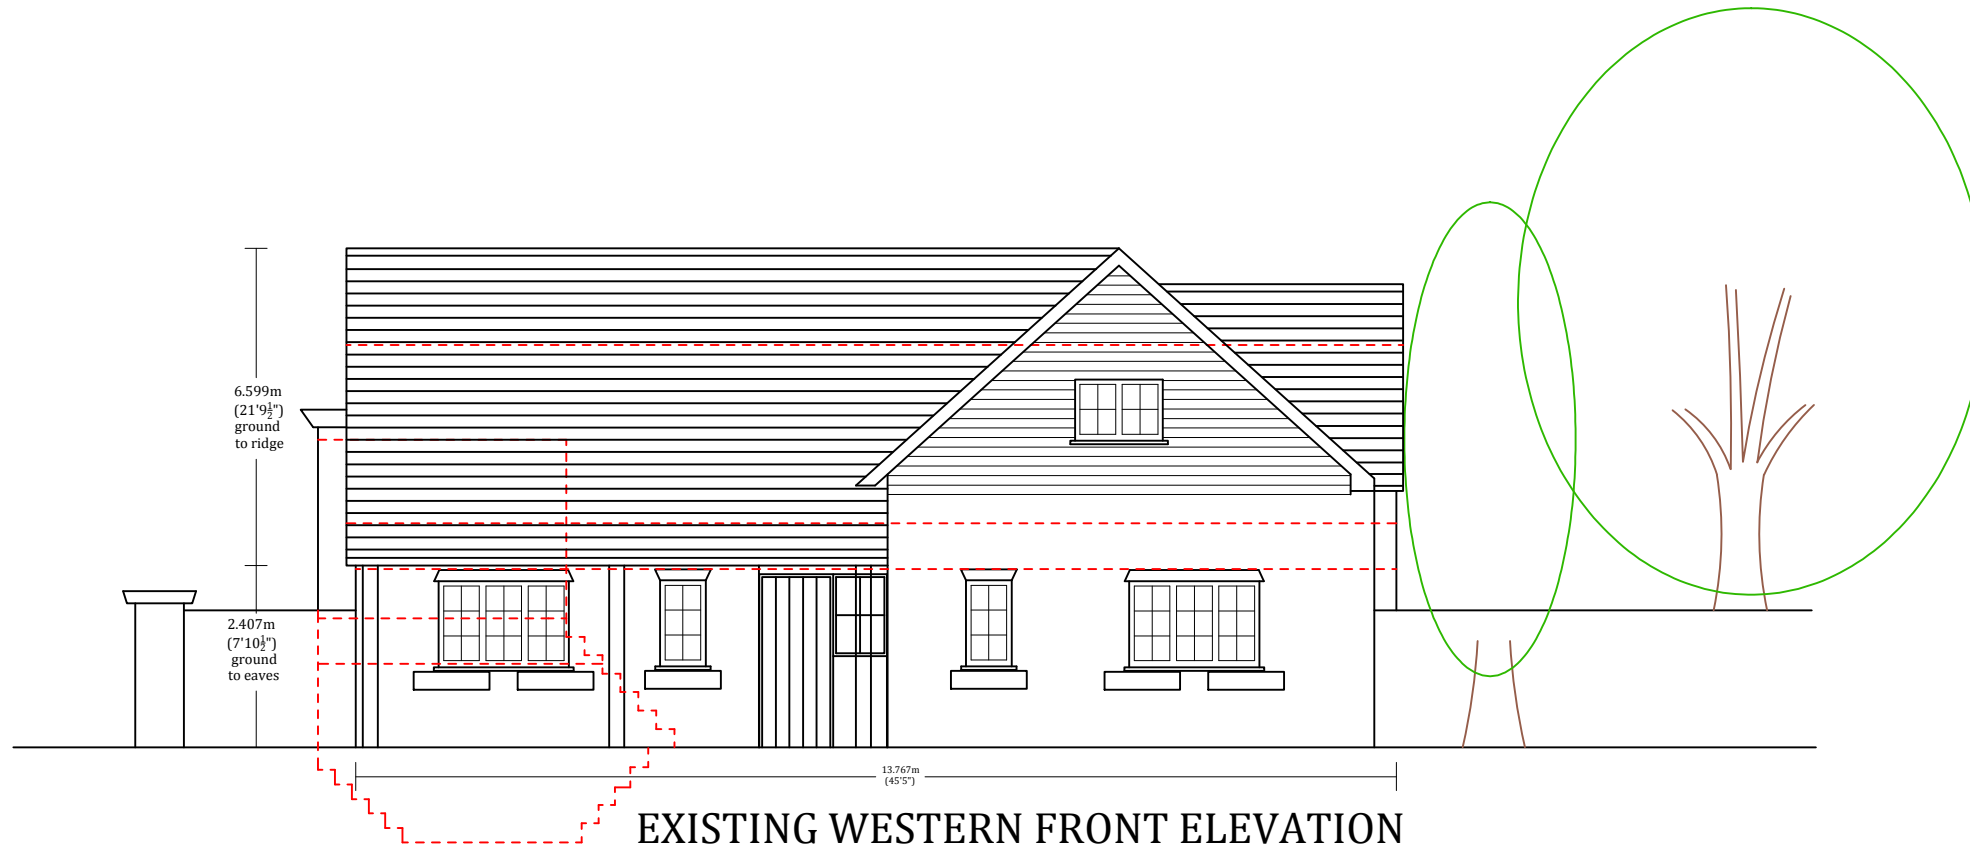 6.599m
(21'9½")
ground
to ridge
2.407m
(7'10½")
ground
to eaves
13.767m
(45'5")
EXISTING WESTERN FRONT ELEVATION